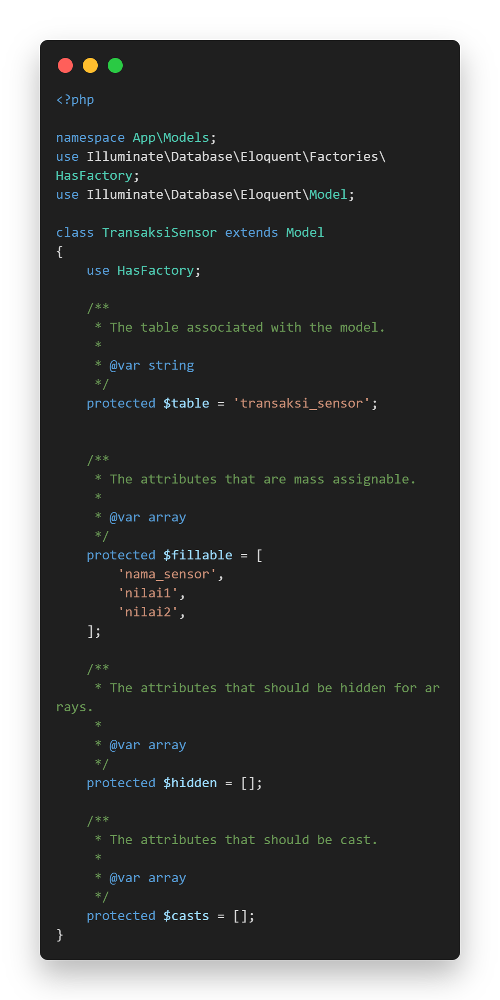 <?php

namespace App\Models;
use Illuminate\Database\Eloquent\Factories\
HasFactory;
use Illuminate\Database\Eloquent\Model;

class TransaksiSensor extends Model
{
    use HasFactory;

    /**
     * The table associated with the model.
     *
     * @var string
     */
    protected $table = 'transaksi_sensor';


    /**
     * The attributes that are mass assignable.
     *
     * @var array
     */
    protected $fillable = [
        'nama_sensor',
        'nilai1',
        'nilai2',
    ];

    /**
     * The attributes that should be hidden for ar
rays.
     *
     * @var array
     */
    protected $hidden = [];

    /**
     * The attributes that should be cast.
     *
     * @var array
     */
    protected $casts = [];
}